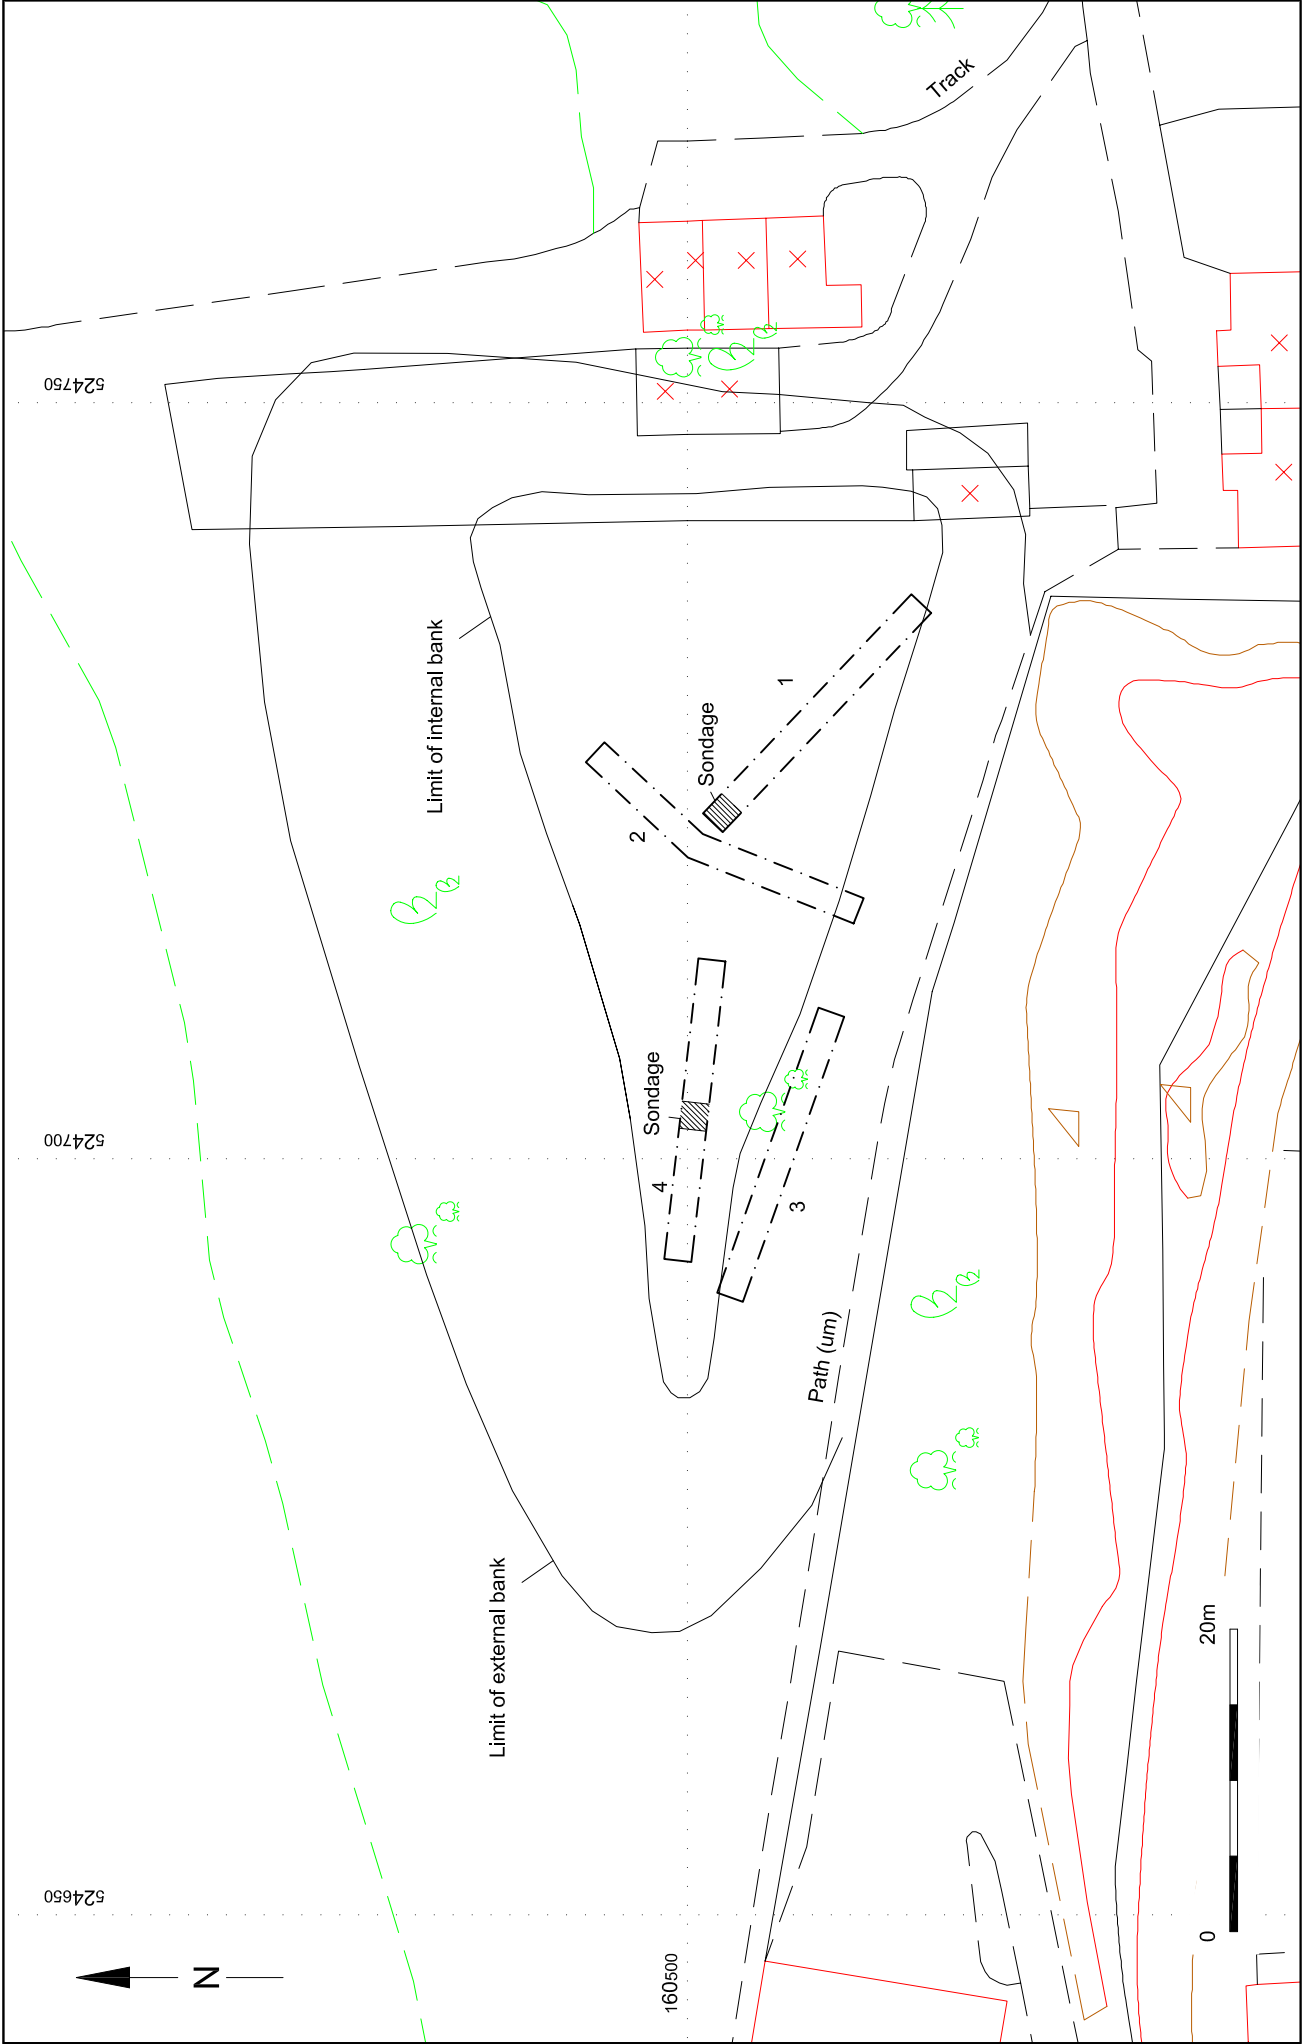 Track
524750
Limit of internal bank
1
Sondage
2
Sondage
524700
4
3
Path (um)
Limit of external bank
20m
524650
0
160500
N